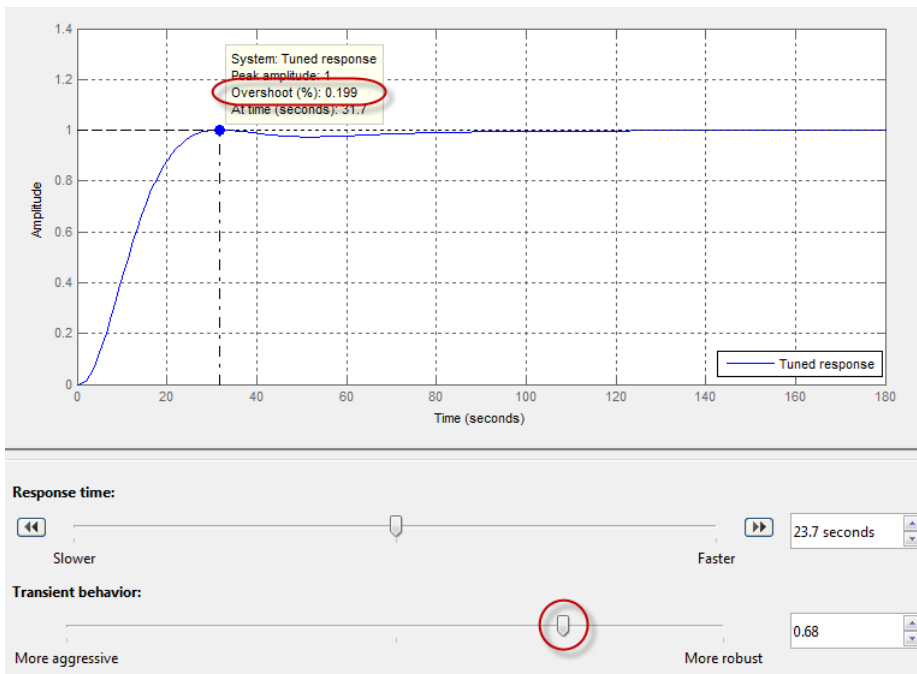 1.4
System: Tuned response
Peak amplitude: 1
1.2
Overshoot (%): 0.199
At time (seconds): 31.7
1
0.8
Amplitude
0.6
0.4
0.2
Tuned response
0
0 20 40 60 80 100 120 140 160 180
Time (seconds)
Response time:
23.7 seconds
Slower Faster
Transient behavior:
0.68
More aggressive More robust